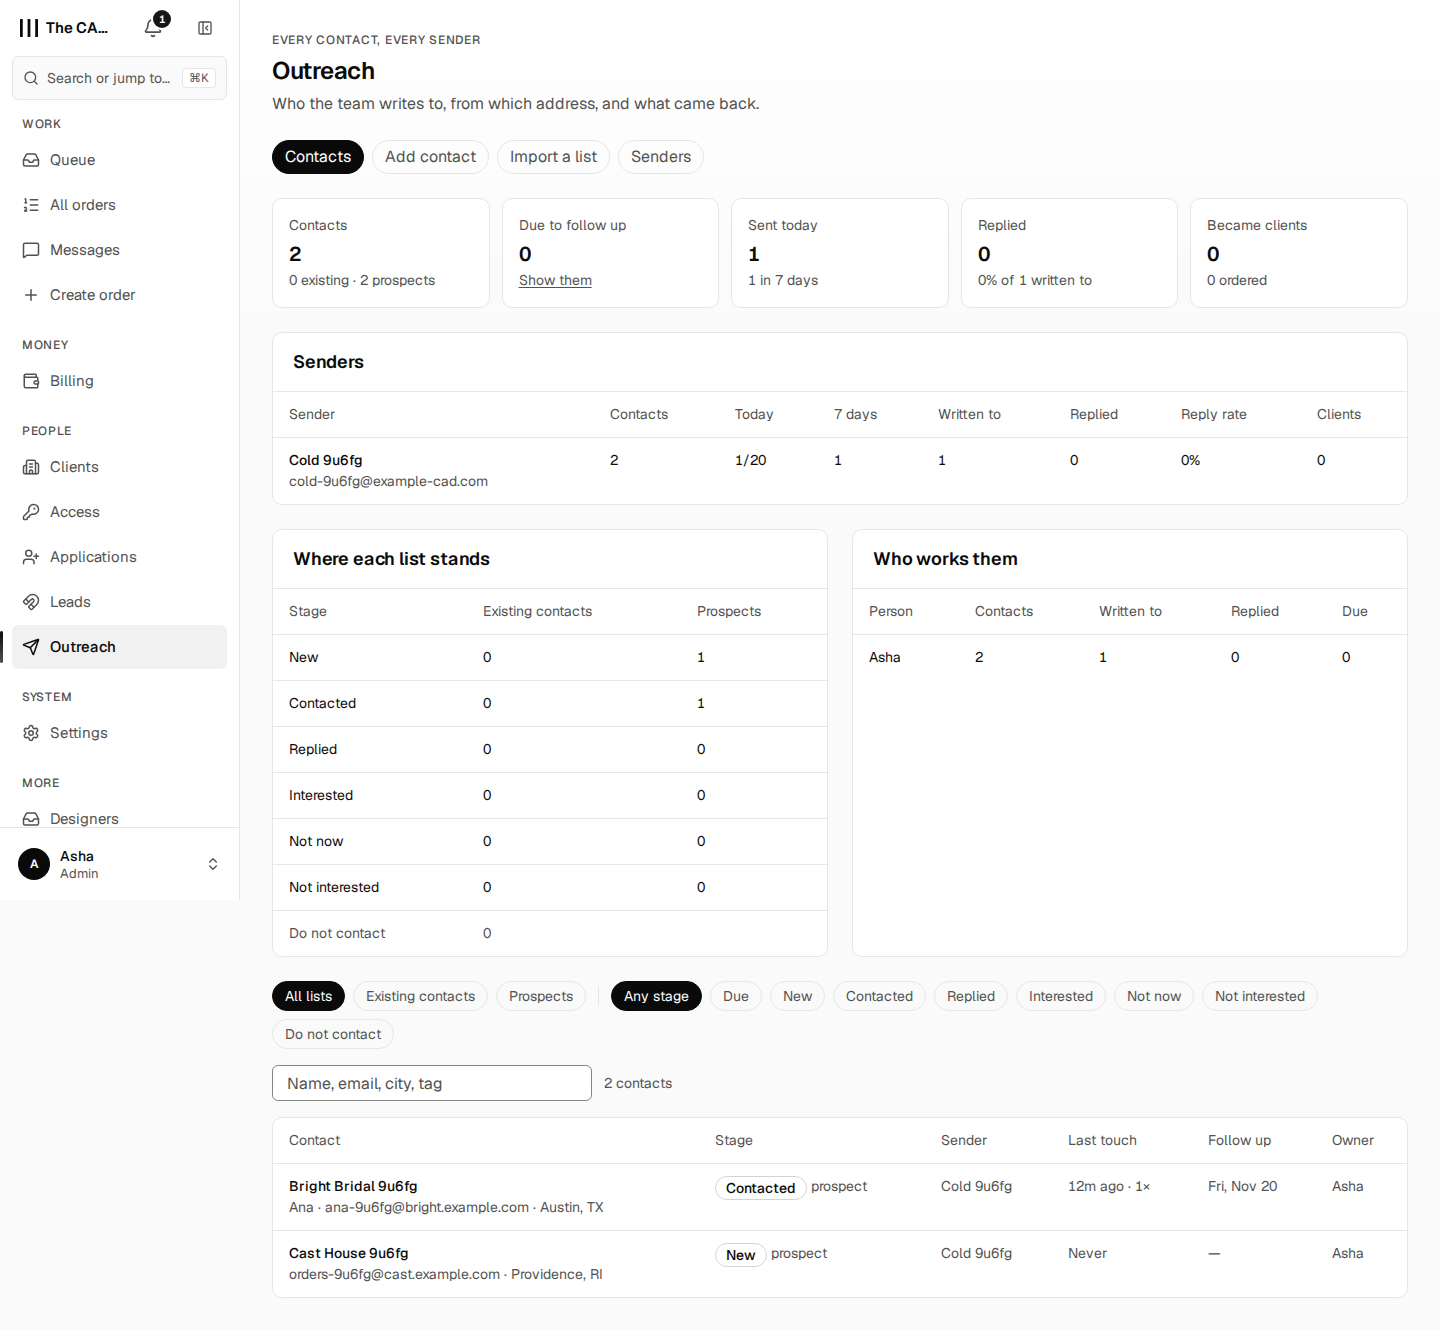 The CA...
1
Search or jump to... ⌘K
WORK
Queue
All orders
Messages
Create order
MONEY
Billing
PEOPLE
Clients
Access
Applications
Leads
Outreach
SYSTEM
Settings
MORE
Designers
A
Asha
Admin
EVERY CONTACT, EVERY SENDER
Outreach
Who the team writes to, from which address, and what came back.
Contacts Add contact Import a list Senders
Contacts
2
0 existing · 2 prospects
Due to follow up
0
Show them
Sent today
1
1 in 7 days
Replied
0
0% of 1 written to
Became clients
0
0 ordered
Senders
Sender Contacts Today 7 days Written to Replied Reply rate Clients
Cold 9u6fg 2 1/20 1 1 0 0% 0
cold-9u6fg@example-cad.com
Where each list stands
Stage Existing contacts Prospects
New 0 1
Contacted 0 1
Replied 0 0
Interested 0 0
Not now 0 0
Not interested 0 0
Do not contact 0
Who works them
Person Contacts Written to Replied Due
Asha 2 1 0 0
All lists Existing contacts Prospects Any stage Due New Contacted Replied Interested Not now Not interested
Do not contact
Name, email, city, tag 2 contacts
Contact Stage Sender Last touch Follow up Owner
Bright Bridal 9u6fg Contacted prospect Cold 9u6fg 12m ago · 1× Fri, Nov 20 Asha
Ana · ana-9u6fg@bright.example.com · Austin, TX
Cast House 9u6fg New prospect Cold 9u6fg Never — Asha
orders-9u6fg@cast.example.com · Providence, RI